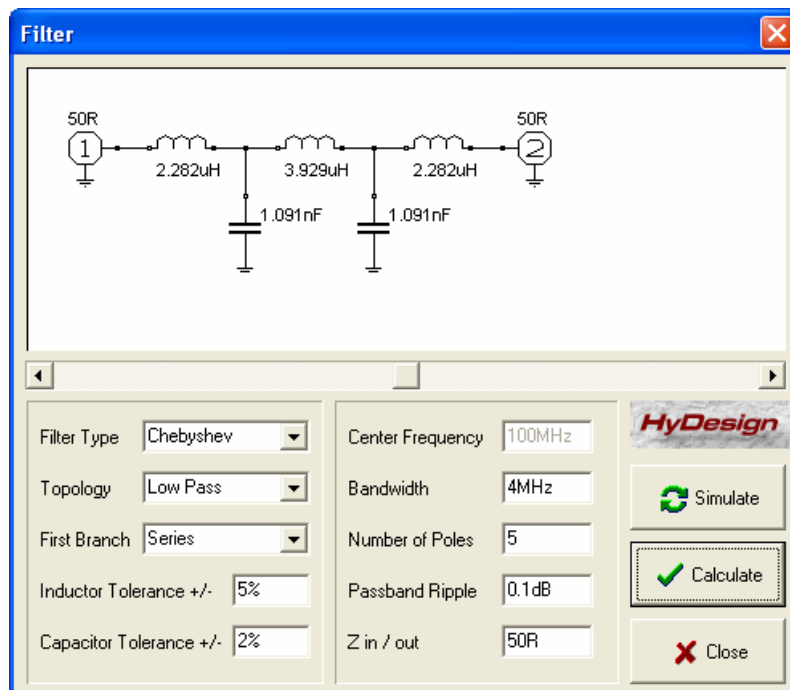 Filter
50R
50R
1
2
2.282uH
3.929uH
2.282uH
1.091nF
1.091nF
Filter Type Chebyshev
Topology Low Pass
First Branch Series
Inductor Tolerance +/- 5%
Capacitor Tolerance +/- 2%
Center Frequency 100MHz
Bandwidth 4MHz
Number of Poles 5
Passband Ripple 0.1dB
Z in / out 50R
HyDesign
Simulate
Calculate
Close